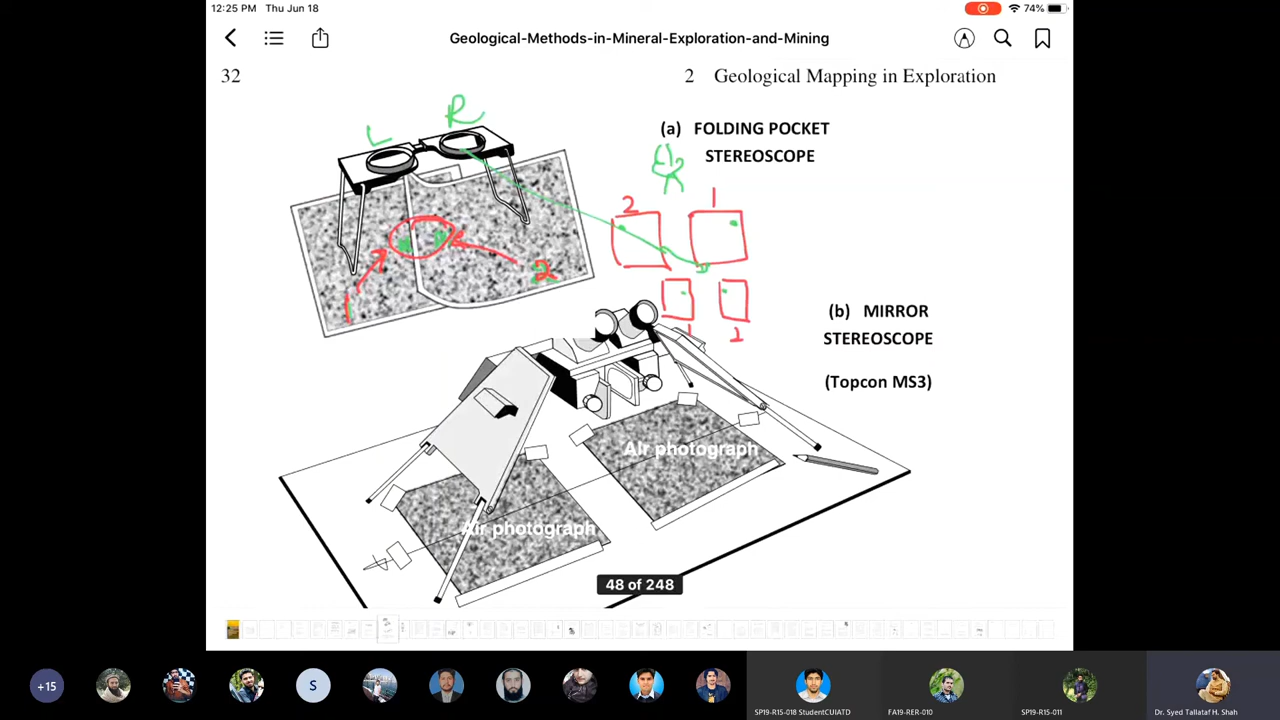 12:25 PM Thu Jun 18
74%
Geological-Methods-in-Mineral-Exploration-and-Mining
32
2 Geological Mapping in Exploration
L
R
(a) FOLDING POCKET
STEREOSCOPE
2
1
1
2
1
2
(b) MIRROR
STEREOSCOPE
(Topcon MS3)
Air photograph
Air photograph
48 of 248
+15
S
SP19-R15-018 StudentCUIATD
FA19-RER-010
SP19-R15-011
Dr. Syed Tallataf H. Shah